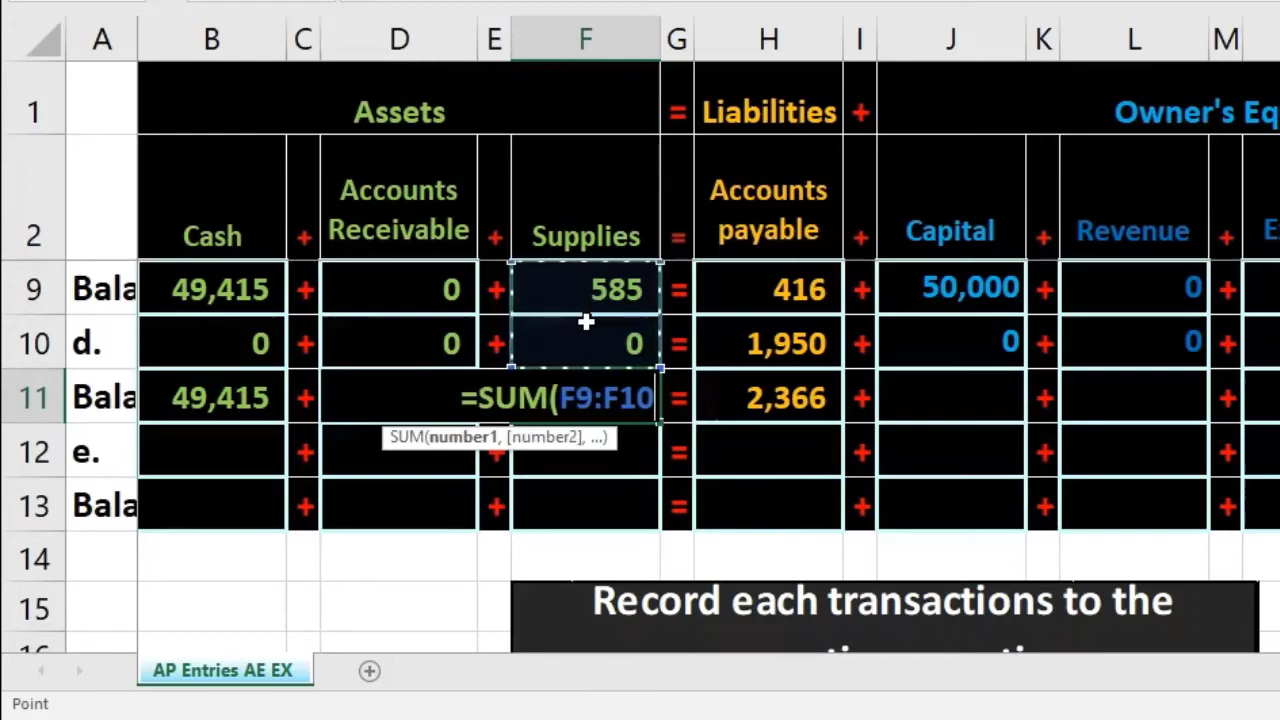 A B C D E F G H I J K L M
1 Assets = Liabilities + Owner's Eq
2 Cash + Accounts Receivable + Supplies = Accounts payable + Capital + Revenue + E
9 Bala 49,415 + 0 + 585 = 416 + 50,000 + 0 +
10 d. 0 + 0 + 0 = 1,950 + 0 + 0 +
11 Bala 49,415 + =SUM(F9:F10 = 2,366 + + +
SUM(number1, [number2], ...)
12 e. + + = + + +
13 Bala + + = + + +
14
15 Record each transactions to the
AP Entries AE EX
Point